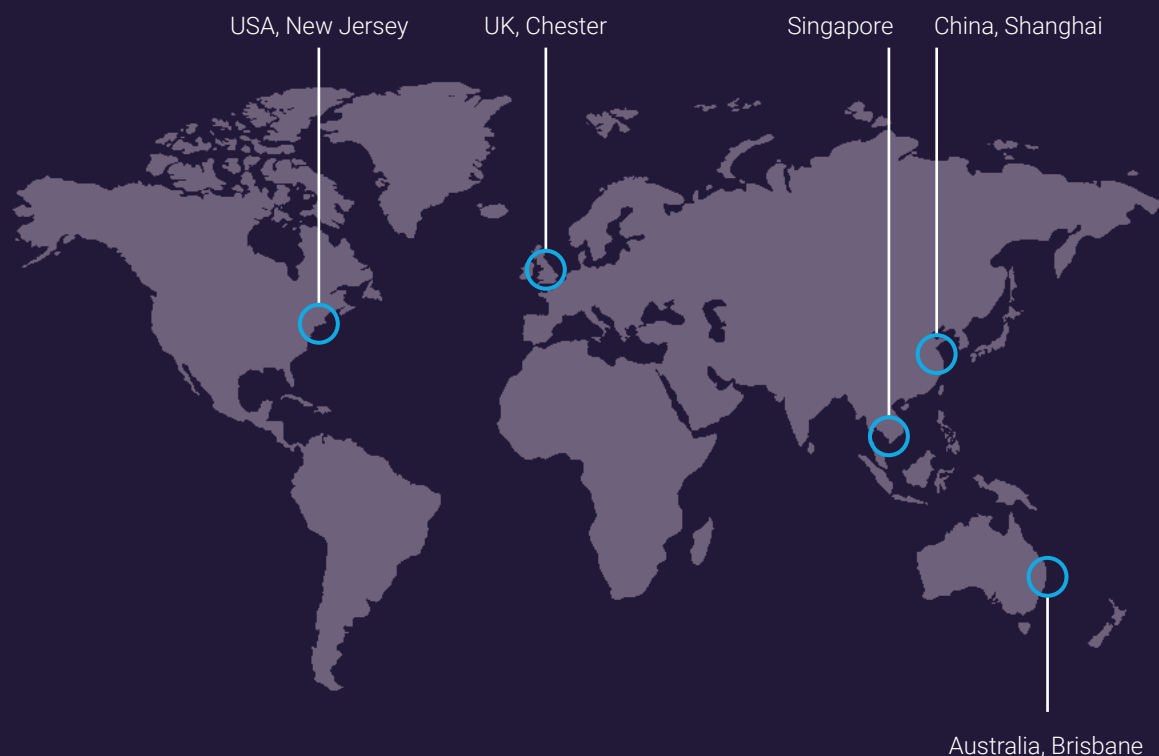 USA, New Jersey
UK, Chester
Singapore
China, Shanghai
Australia, Brisbane